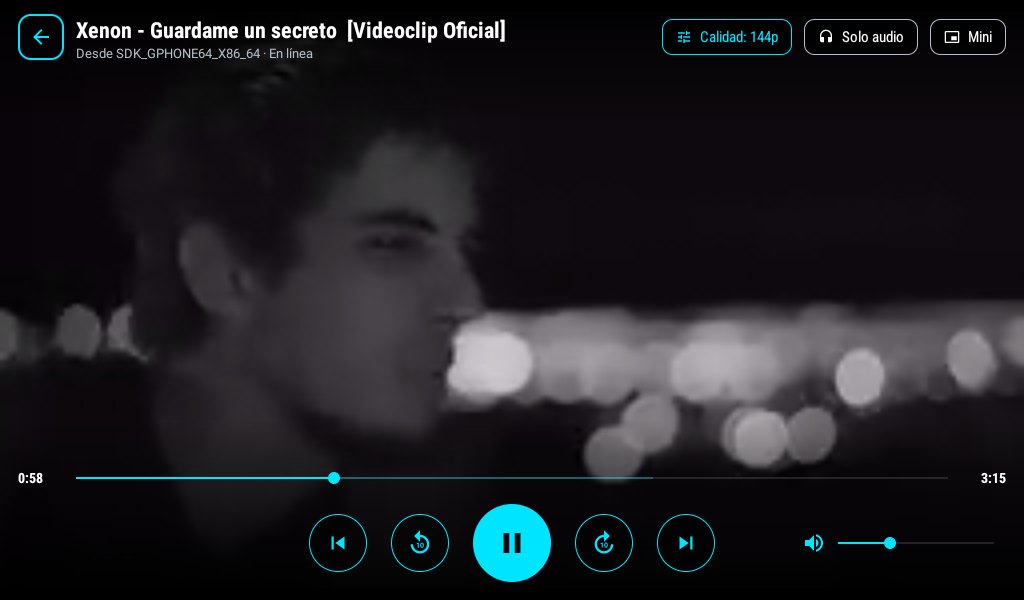 Xenon - Guardame un secreto [Videoclip Oficial]
Desde SDK_GPHONE64_X86_64 · En línea
Calidad: 144p
Solo audio
Mini
0:58
3:15
10
10